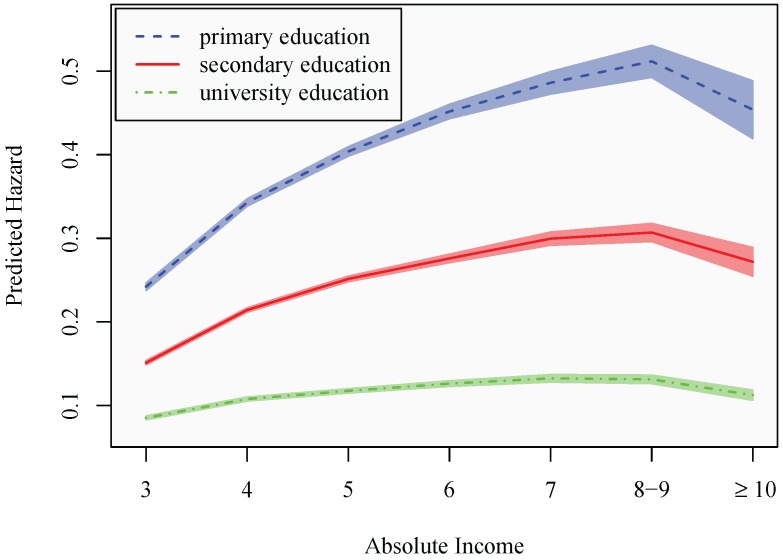 primary education
secondary education
university education
Predicted Hazard
0.5
0.4
0.3
0.2
0.1
3 4 5 6 7 8−9 ≥ 10
Absolute Income